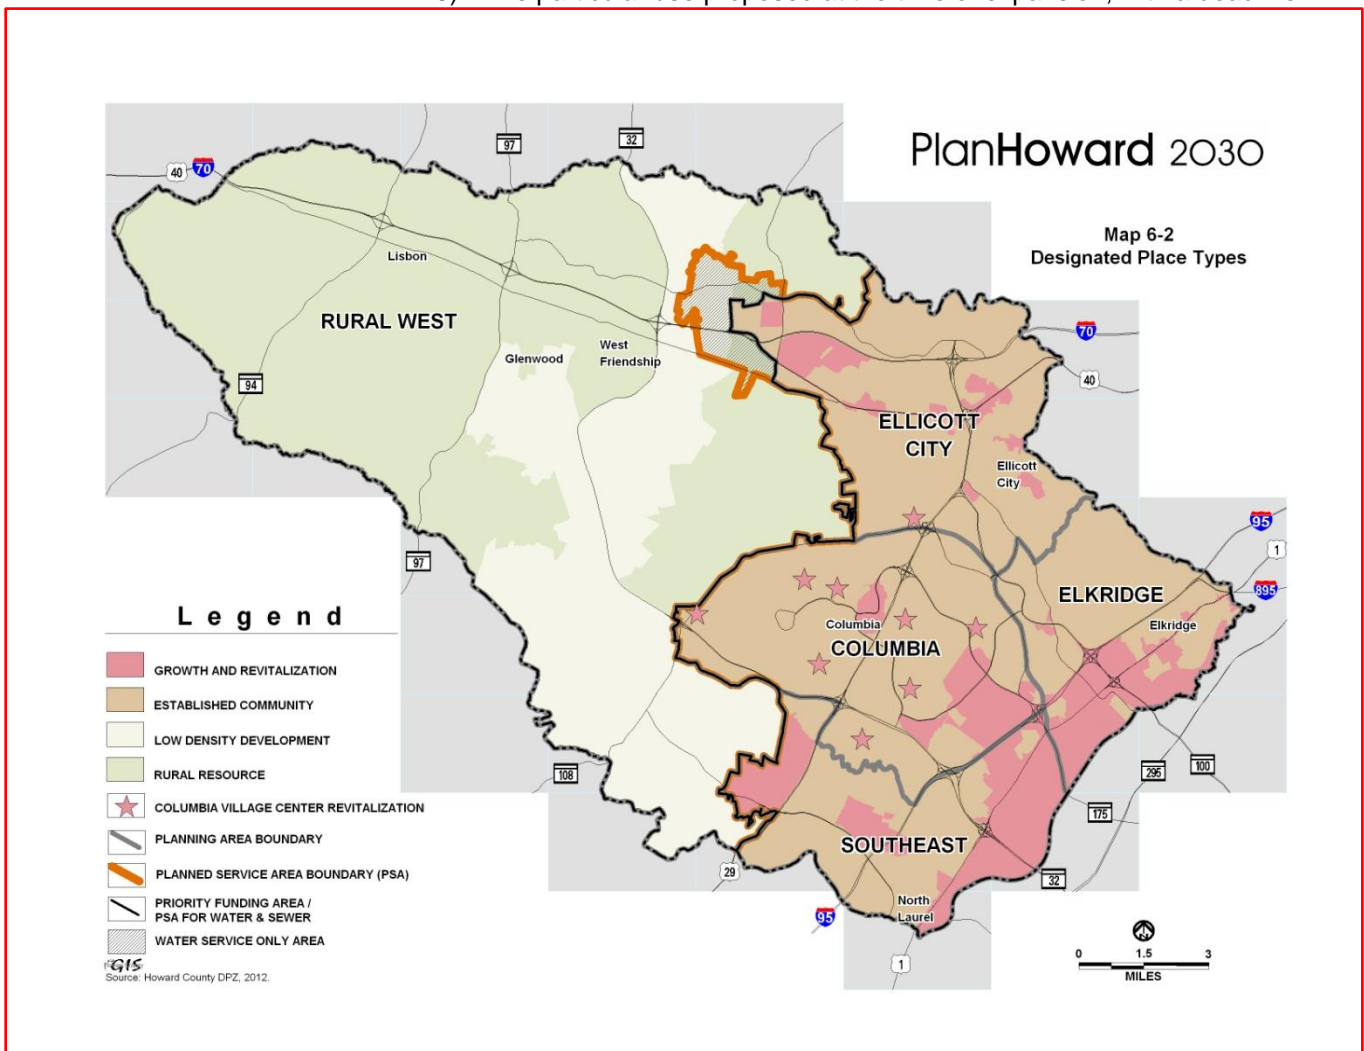 PlanHoward 2030
Map 6-2
Designated Place Types
97
32
40
70
Lisbon
RURAL WEST
West
Friendship
Glenwood
94
70
40
ELLICOTT
CITY
Ellicott
City
95
1
97
895
ELKRIDGE
Elkridge
Columbia
COLUMBIA
Legend
GROWTH AND REVITALIZATION
ESTABLISHED COMMUNITY
LOW DENSITY DEVELOPMENT
RURAL RESOURCE
COLUMBIA VILLAGE CENTER REVITALIZATION
PLANNING AREA BOUNDARY
PLANNED SERVICE AREA BOUNDARY (PSA)
PRIORITY FUNDING AREA /
PSA FOR WATER & SEWER
WATER SERVICE ONLY AREA
GIS
Source: Howard County DPZ, 2012.
108
295
100
175
SOUTHEAST
29
32
North
Laurel
95
1
N
0 1.5 3
MILES